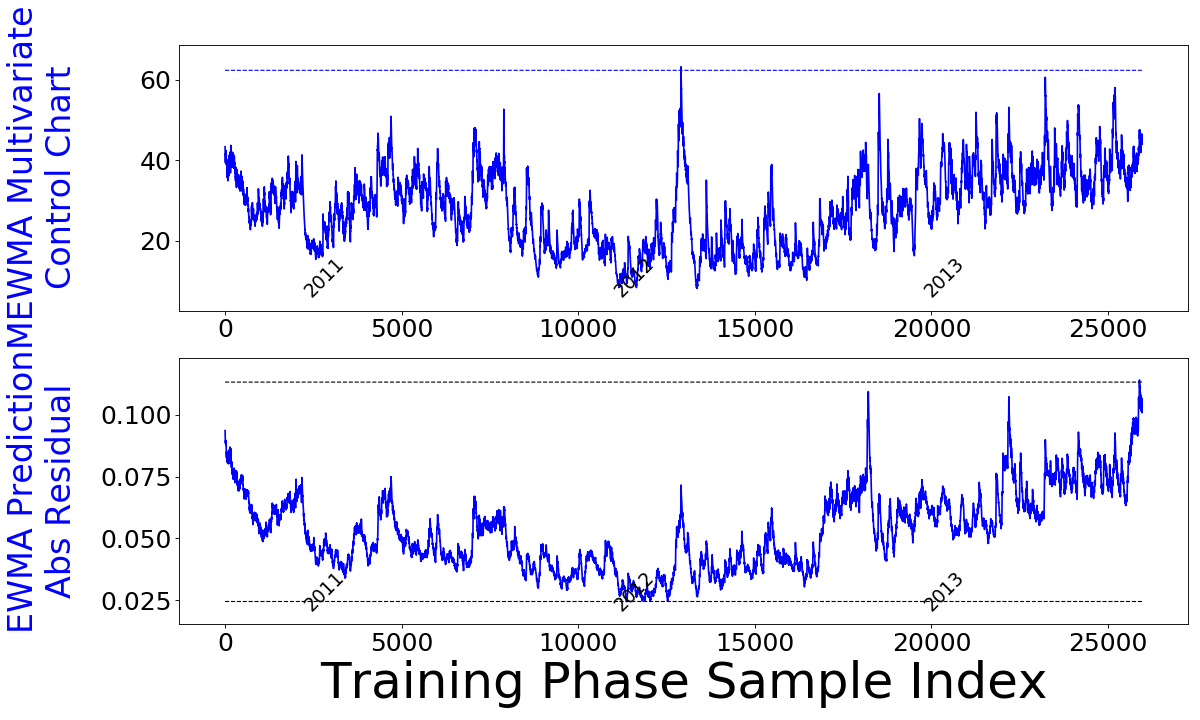 MEWMA Multivariate
Control Chart
60
40
20
2011
2012
2013
0 5000 10000 15000 20000 25000
EWMA Prediction
Abs Residual
0.100
0.075
0.050
0.025
2011
2012
2013
0 5000 10000 15000 20000 25000
Training Phase Sample Index